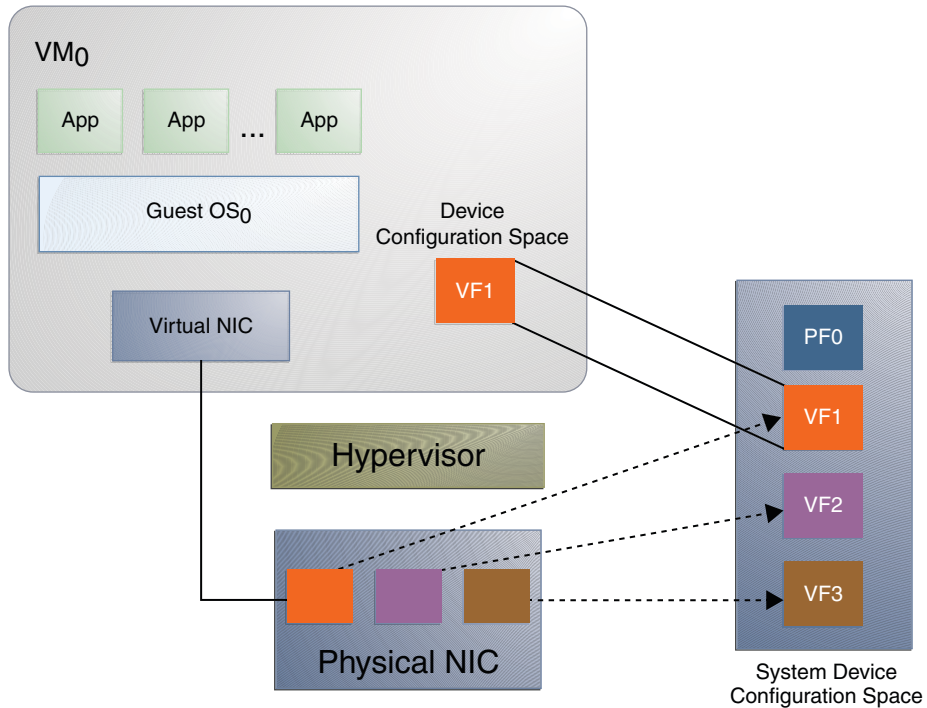 VM0
App
App
...
App
Guest OS0
Device
Configuration Space
VF1
Virtual NIC
PF0
VF1
Hypervisor
VF2
VF3
Physical NIC
System Device
Configuration Space